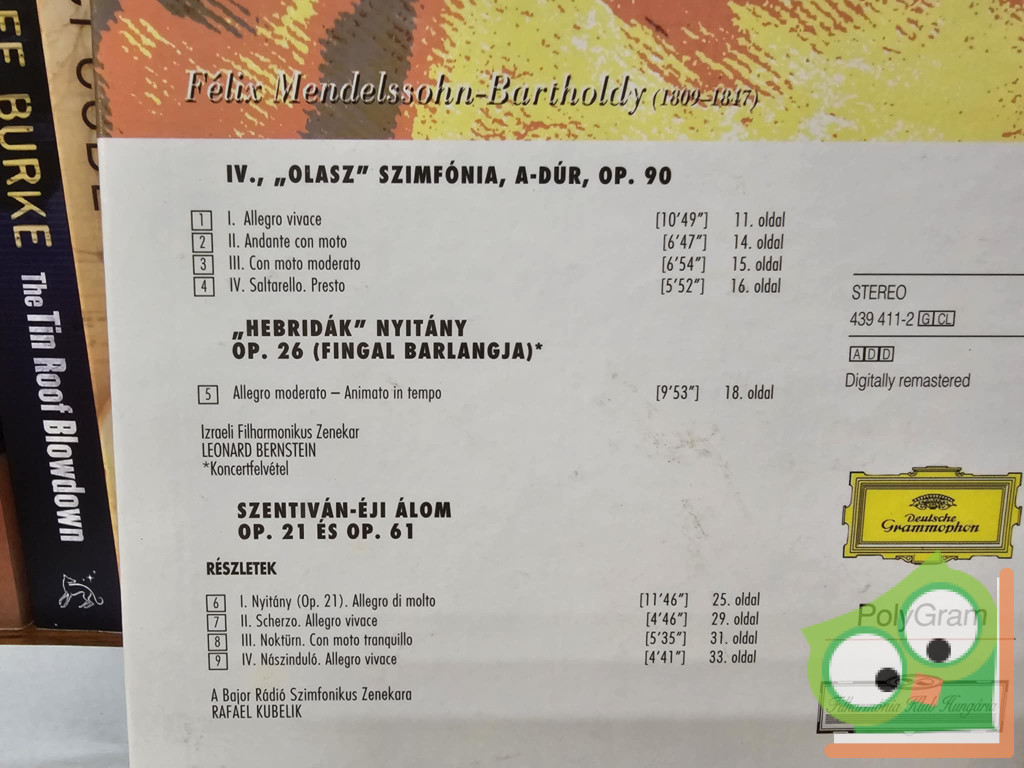 EE BURKE
The Tin Roof Blowdown
Félix Mendelssohn-Bartholdy (1809–1847)
IV., „OLASZ” SZIMFÓNIA, A-DÚR, OP. 90
1 I. Allegro vivace [10'49"] 11. oldal
2 II. Andante con moto [6'47"] 14. oldal
3 III. Con moto moderato [6'54"] 15. oldal
4 IV. Saltarello. Presto [5'52"] 16. oldal
„HEBRIDÁK” NYITÁNY
OP. 26 (FINGAL BARLANGJA)*
5 Allegro moderato – Animato in tempo [9'53"] 18. oldal
Izraeli Filharmonikus Zenekar
LEONARD BERNSTEIN
*Koncertfelvétel
SZENTIVÁN-ÉJI ÁLOM
OP. 21 ÉS OP. 61
RÉSZLETEK
6 I. Nyitány (Op. 21). Allegro di molto [11'46"] 25. oldal
7 II. Scherzo. Allegro vivace [4'46"] 29. oldal
8 III. Noktürn. Con moto tranquillo [5'35"] 31. oldal
9 IV. Nászinduló. Allegro vivace [4'41"] 33. oldal
A Bajor Rádió Szimfonikus Zenekara
RAFAEL KUBELIK
STEREO
439 411-2 G CL
ADD
Digitally remastered
Deutsche
Grammophon
PolyGram
Filharmónia Klub Hungária